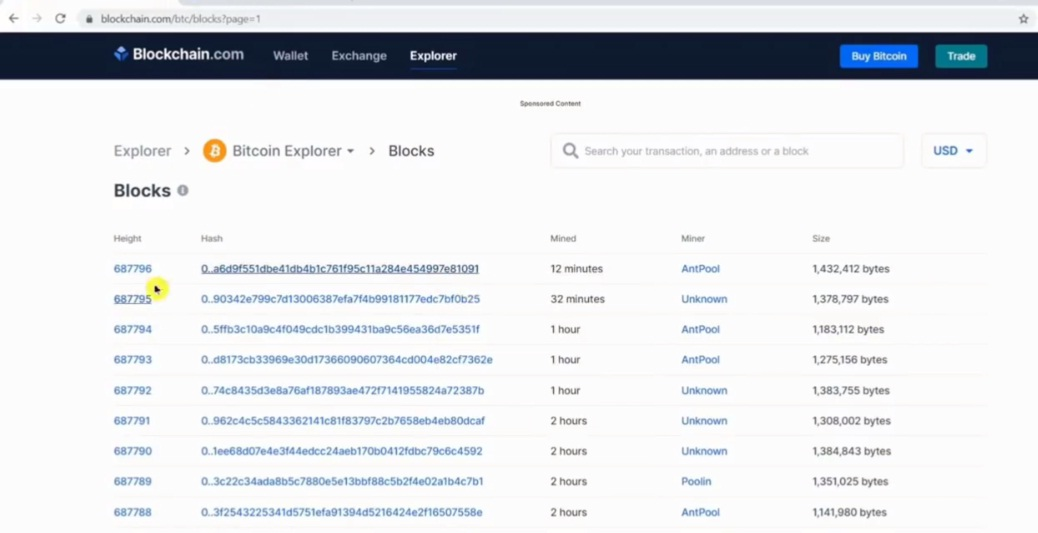 blockchain.com/btc/blocks?page=1
Blockchain.com Wallet Exchange Explorer Buy Bitcoin Trade
Sponsored Content
Explorer > Bitcoin Explorer > Blocks Search your transaction, an address or a block USD
Blocks
Height Hash Mined Miner Size
687796 0..a6d9f551dbe41db4b1c761f95c11a284e454997e81091 12 minutes AntPool 1,432,412 bytes
687795 0..90342e799c7d13006387efa7f4b99181177edc7bf0b25 32 minutes Unknown 1,378,797 bytes
687794 0..5ffb3c10a9c4f049cdc1b399431ba9c56ea36d7e5351f 1 hour AntPool 1,183,112 bytes
687793 0..d8173cb33969e30d17366090607364cd004e82cf7362e 1 hour AntPool 1,275,156 bytes
687792 0..74c8435d3e8a76af187893ae472f7141955824a72387b 1 hour Unknown 1,383,755 bytes
687791 0..962c4c5c5843362141c81f83797c2b7658eb4eb80dcaf 2 hours Unknown 1,308,002 bytes
687790 0..1ee68d07e4e3f44edcc24aeb170b0412fdbc79c6c4592 2 hours Unknown 1,384,843 bytes
687789 0..3c22c34ada8b5c7880e5e13bbf88c5b2f4e02a1b4c7b1 2 hours Poolin 1,351,025 bytes
687788 0..3f2543225341d5751efa91394d5216424e2f16507558e 2 hours AntPool 1,141,980 bytes